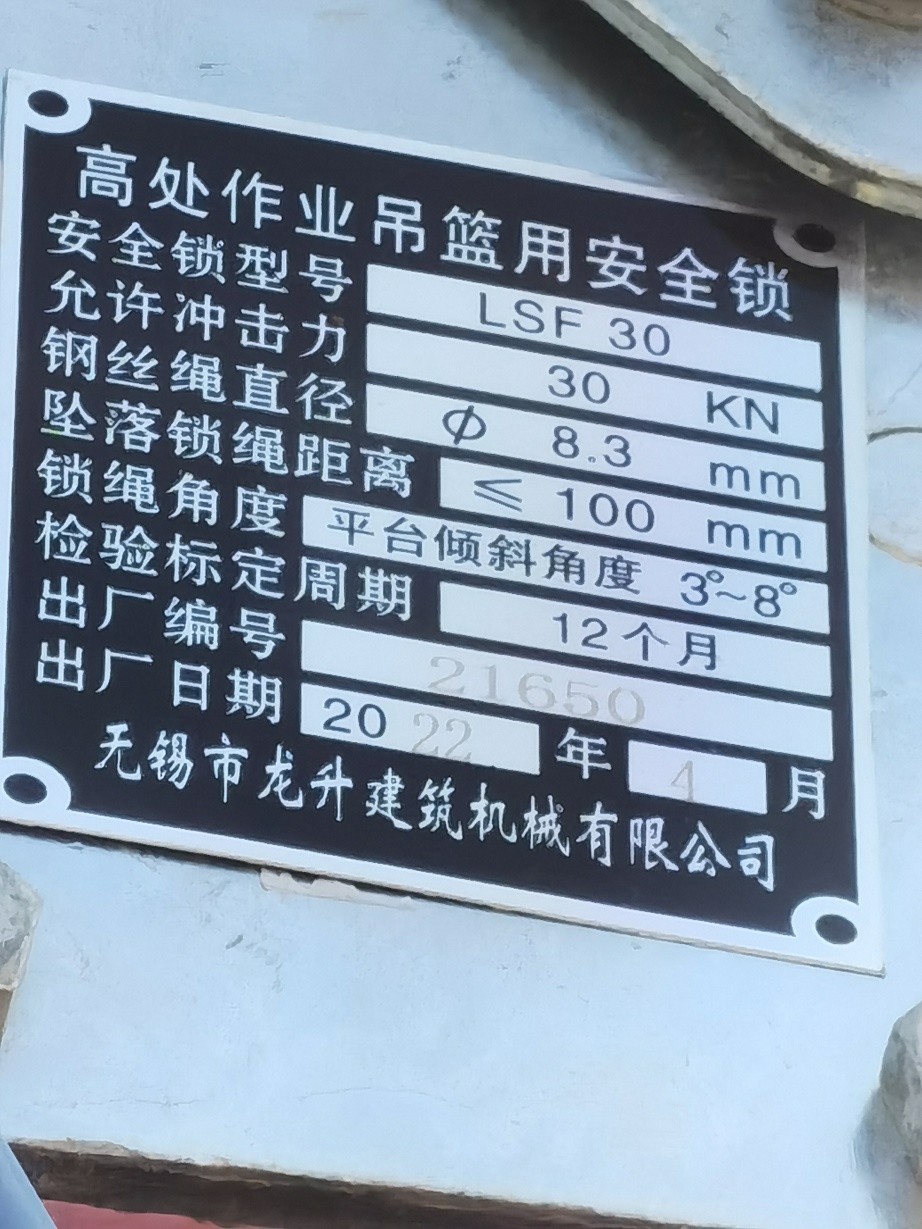 高处作业吊篮用安全锁
安全锁型号 LSF 30
允许冲击力 30 KN
钢丝绳直径 ϕ 8.3 mm
坠落锁绳距离 ≤ 100 mm
锁绳角度 平台倾斜角度 3°~8°
检验标定周期 12个月
出厂编号 21650
出厂日期 2022 年 4 月
无锡市龙升建筑机械有限公司